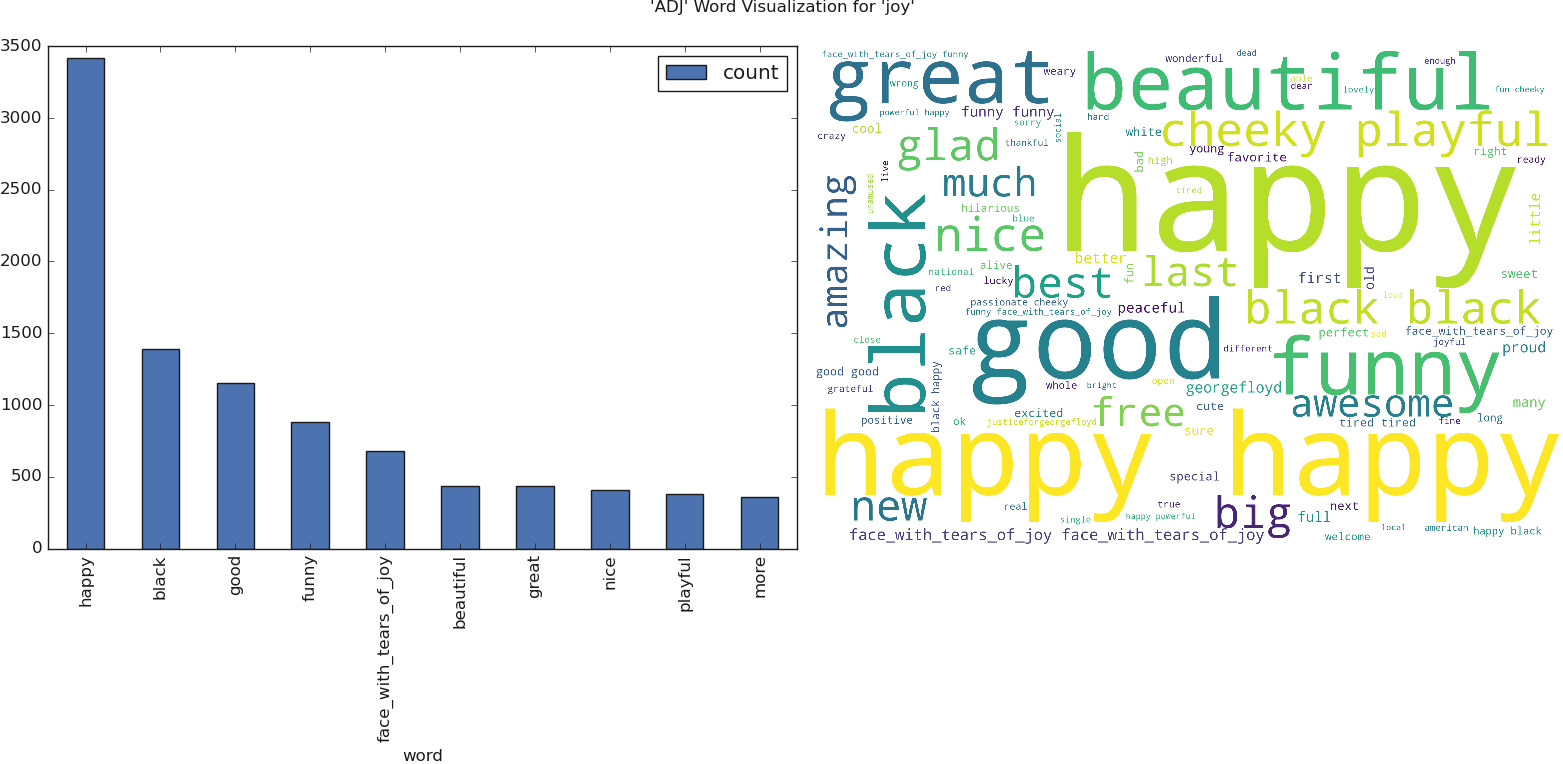 'ADJ' Word Visualization for 'joy'
3500
3000
2500
2000
1500
1000
500
0
count
happy
black
good
funny
face_with_tears_of_joy
beautiful
great
nice
playful
more
word
face_with_tears_of_joy funny
great
wrong
weary
powerful happy
funny funny
wonderful
dead
beautiful
able
dear
lovely
enough
fun cheeky
crazy
cool
sorry
social
hard
white
cheeky playful
glad
thankful
live
unamused
much
bad
high
young
favorite
right
ready
amazing
black
hilarious
blue
nice
happy
tired
little
national
alive
lucky
red
better
fun
best
last
first
old
sweet
passionate cheeky
funny face_with_tears_of_joy
peaceful
black black
loud
good
close
safe
different
perfect
sad
face_with_tears_of_joy
joyful
proud
funny
good good
grateful
black happy
whole
bright
open
georgefloyd
awesome
many
positive
ok
excited
justiceforgeorgefloyd
free
cute
sure
tired tired
fine
long
happy happy
special
new
real
single
true
happy powerful
big
full
next
welcome
local
american
happy black
face_with_tears_of_joy face_with_tears_of_joy